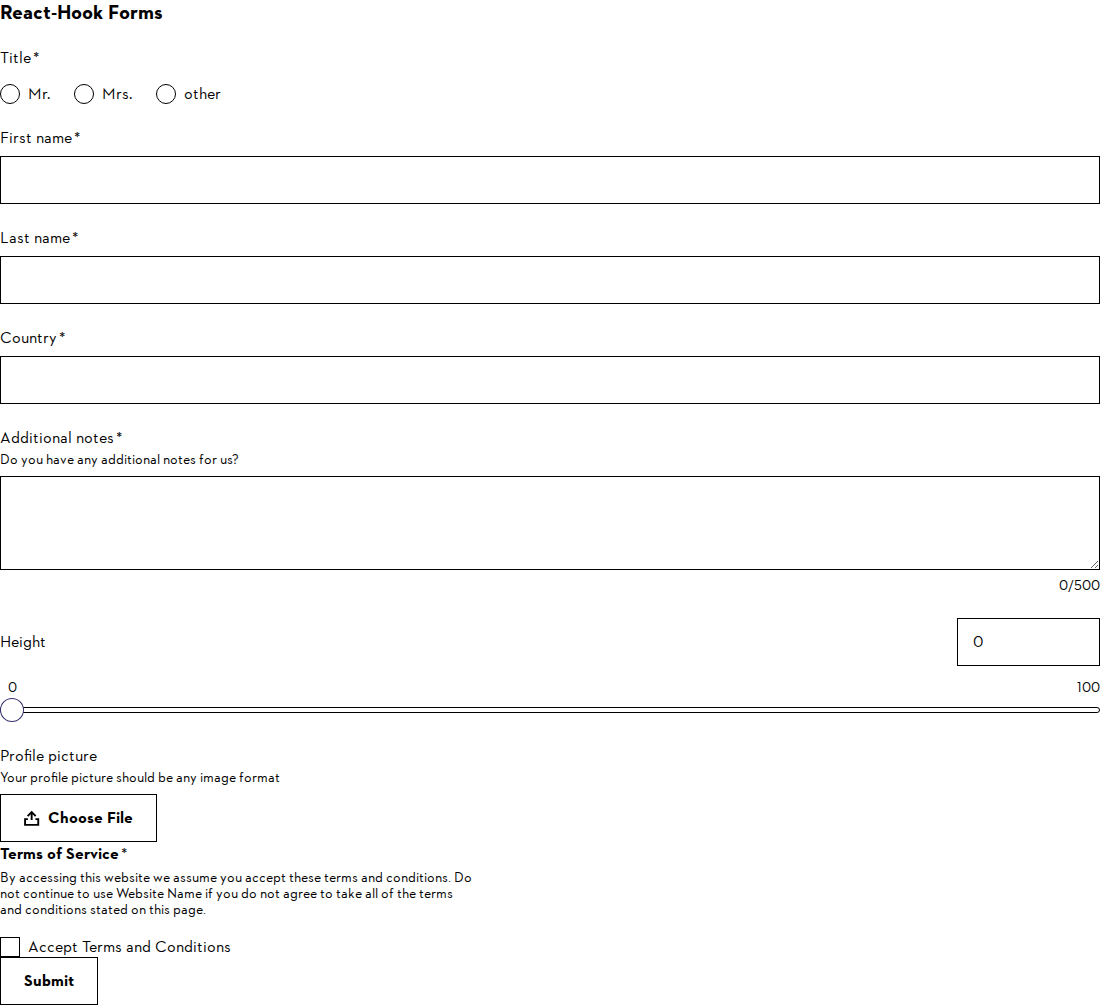 React-Hook Forms
Title*
Mr. Mrs. other
First name*
Last name*
Country*
Additional notes*
Do you have any additional notes for us?
0/500
Height 0
0 100
Profile picture
Your profile picture should be any image format
Choose File
Terms of Service*
By accessing this website we assume you accept these terms and conditions. Do
not continue to use Website Name if you do not agree to take all of the terms
and conditions stated on this page.
Accept Terms and Conditions
Submit